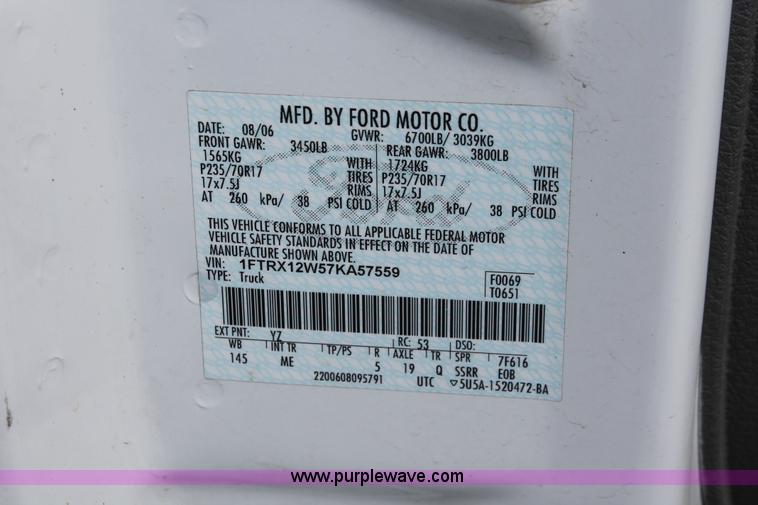 MFD. BY FORD MOTOR CO.
DATE: 08/06 GVWR: 6700LB/ 3039KG
FRONT GAWR: 3450LB REAR GAWR: 3800LB
1565KG WITH 1724KG WITH
P235/70R17 TIRES P235/70R17 TIRES
17x7.5J RIMS 17x7.5J RIMS
AT 260 kPa/ 38 PSI COLD AT 260 kPa/ 38 PSI COLD
Ford
THIS VEHICLE CONFORMS TO ALL APPLICABLE FEDERAL MOTOR
VEHICLE SAFETY STANDARDS IN EFFECT ON THE DATE OF
MANUFACTURE SHOWN ABOVE.
VIN: 1FTRX12W57KA57559 F0069
TYPE: Truck T0651
EXT PNT: YZ RC: 53 DSO:
WB INT TR TP/PS R AXLE TR SPR 7F616
145 ME 5 19 Q SSRR EOB
2200608095791 UTC ▽5U5A-1520472-BA
www.purplewave.com